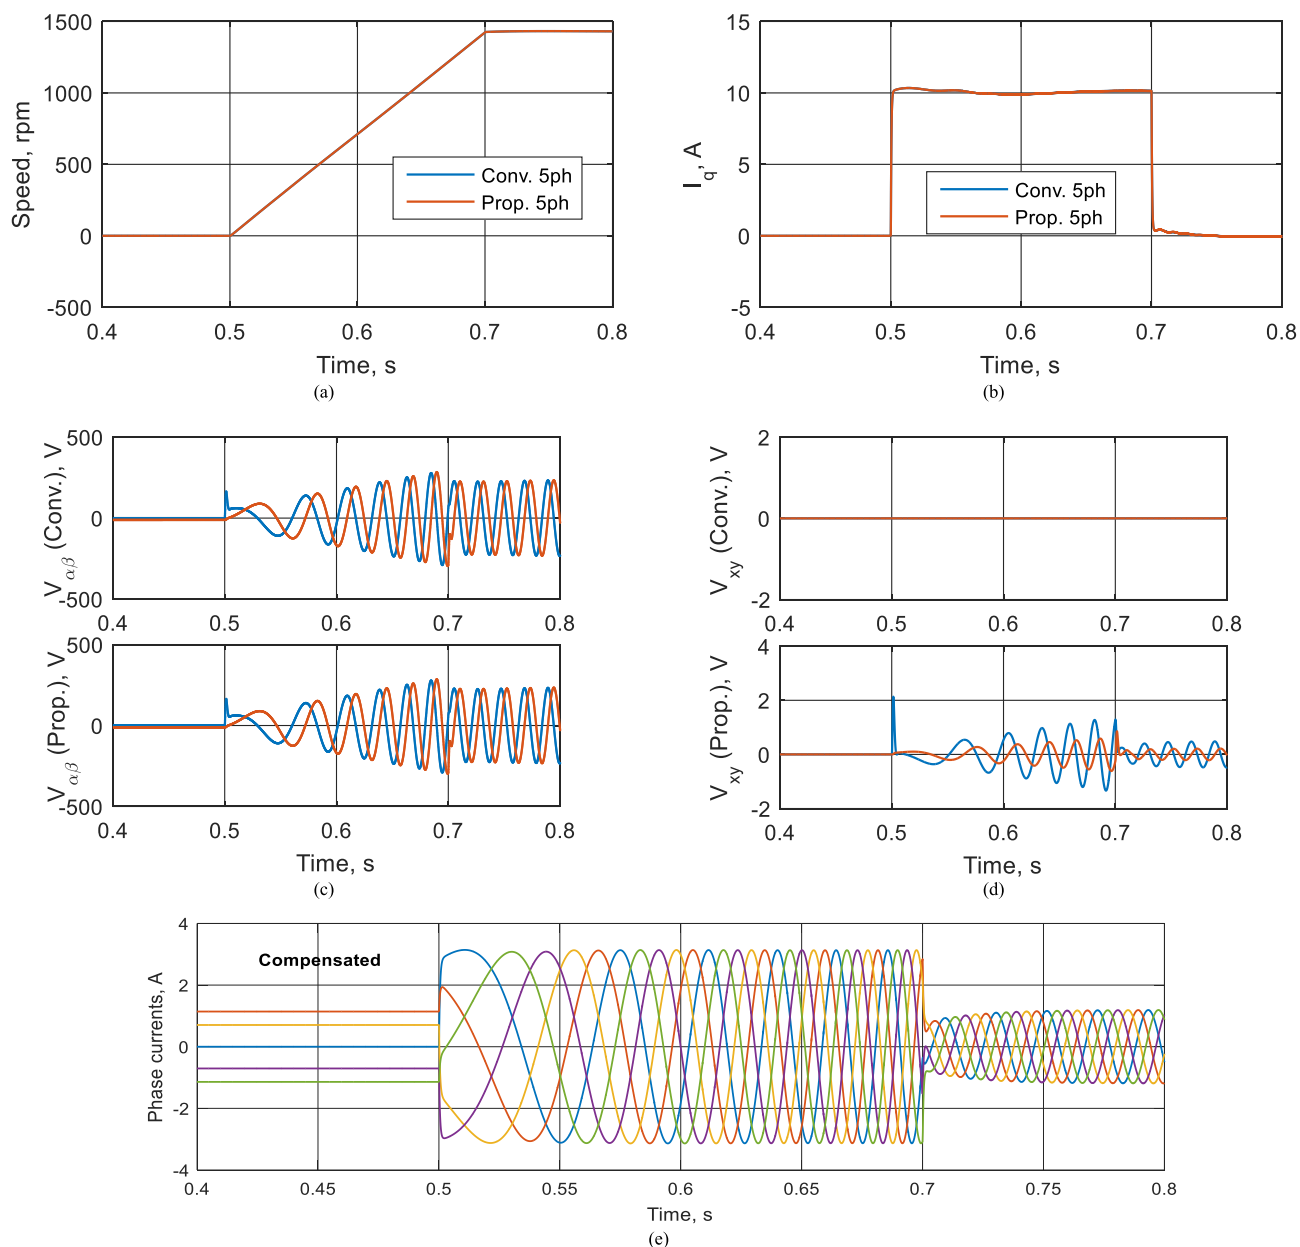 1500
1000
500
0
-500
0.4 0.5 0.6 0.7 0.8
Speed, rpm
Time, s
Conv. 5ph
Prop. 5ph
(a)
15
10
5
0
-5
0.4 0.5 0.6 0.7 0.8
I_q, A
Time, s
Conv. 5ph
Prop. 5ph
(b)
500
0
-500
0.4 0.5 0.6 0.7 0.8
V_αβ (Conv.), V
500
0
-500
0.4 0.5 0.6 0.7 0.8
V_αβ (Prop.), V
Time, s
(c)
2
0
-2
0.4 0.5 0.6 0.7 0.8
V_xy (Conv.), V
4
2
0
-2
0.4 0.5 0.6 0.7 0.8
V_xy (Prop.), V
Time, s
(d)
4
2
0
-2
-4
0.4 0.45 0.5 0.55 0.6 0.65 0.7 0.75 0.8
Phase currents, A
Compensated
Time, s
(e)